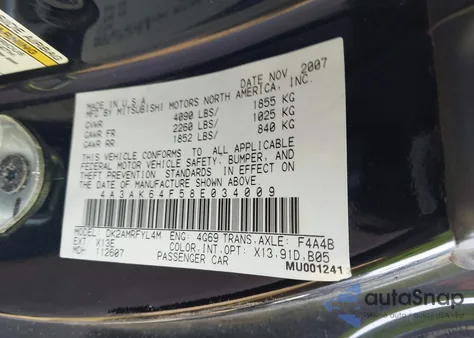 DATE NOV. 2007
MADE IN U.S.A.
MFG BY MITSUBISHI MOTORS NORTH AMERICA, INC.
GVWR 4090 LBS/ 1855 KG
GAWR FR 2260 LBS/ 1025 KG
GAWR RR 1852 LBS/ 840 KG
THIS VEHICLE CONFORMS TO ALL APPLICABLE
FEDERAL MOTOR VEHICLE SAFETY, BUMPER, AND
THEFT PREVENTION STANDARDS IN EFFECT ON
THE DATE OF MANUFACTURE SHOWN ABOVE.
4A3AK64F58E034009
MODEL: DK2AMRFYL4M ENG: 4G69 TRANS.AXLE: F4A4B
EXT: X13E COLOR.INT.OPT: X13.91D.B05
MDH: 112607 PASSENGER CAR
MU001241
autoSnap